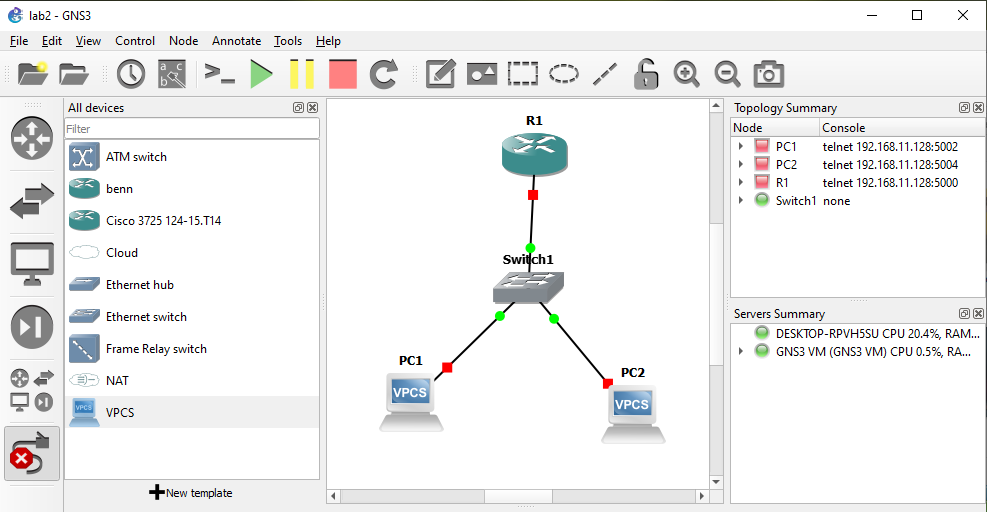 lab2 - GNS3
File Edit View Control Node Annotate Tools Help
All devices
Filter
ATM switch
benn
Cisco 3725 124-15.T14
Cloud
Ethernet hub
Ethernet switch
Frame Relay switch
NAT
VPCS
New template
R1
Switch1
PC1
VPCS
PC2
VPCS
Topology Summary
Node Console
PC1 telnet 192.168.11.128:5002
PC2 telnet 192.168.11.128:5004
R1 telnet 192.168.11.128:5000
Switch1 none
Servers Summary
DESKTOP-RPVH5SU CPU 20.4%, RAM...
GNS3 VM (GNS3 VM) CPU 0.5%, RA...